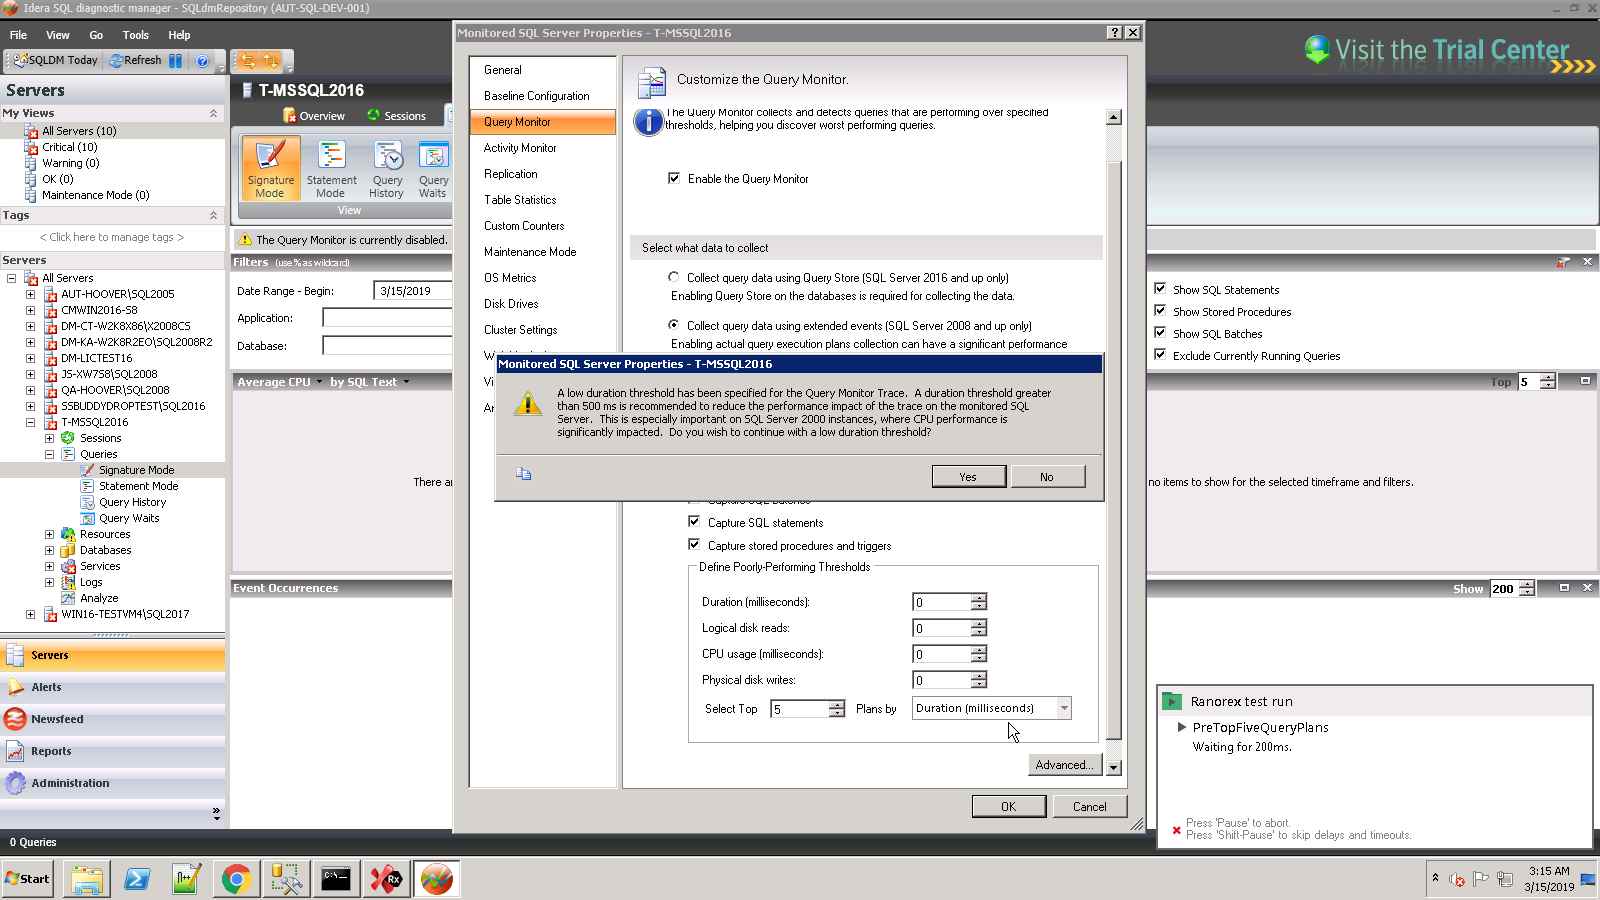 Idera SQL diagnostic manager - SQLdmRepository (AUT-SQL-DEV-001)
File View Go Tools Help
SQLDM Today Refresh
Visit the Trial Center
Servers
My Views
All Servers (10)
Critical (10)
Warning (0)
OK (0)
Maintenance Mode (0)
Tags
< Click here to manage tags >
Servers
All Servers
AUT-HOOVER\SQL2005
CMWIN2016-S8
DM-CT-W2K8X86\X2008CS
DM-KA-W2K8R2EO\SQL2008R2
DM-LICTEST16
JS-XW7S8\SQL2008
QA-HOOVER\SQL2008
SSBUDDYDROPTEST\SQL2016
T-MSSQL2016
Sessions
Queries
Signature Mode
Statement Mode
Query History
Query Waits
Resources
Databases
Services
Logs
Analyze
WIN16-TESTVM4\SQL2017
Servers
Alerts
Newsfeed
Reports
Administration
0 Queries
T-MSSQL2016
Overview Sessions
Signature Mode
Statement Mode
Query History
Query Waits
View
The Query Monitor is currently disabled.
Filters (use % as wildcard)
Date Range - Begin: 3/15/2019
Application:
Database:
Average CPU by SQL Text
There ar
Event Occurrences
Monitored SQL Server Properties - T-MSSQL2016
General
Baseline Configuration
Query Monitor
Activity Monitor
Replication
Table Statistics
Custom Counters
Maintenance Mode
OS Metrics
Disk Drives
Cluster Settings
Customize the Query Monitor.
The Query Monitor collects and detects queries that are performing over specified
thresholds, helping you discover worst performing queries.
Enable the Query Monitor
Select what data to collect
Collect query data using Query Store (SQL Server 2016 and up only)
Enabling Query Store on the databases is required for collecting the data.
Collect query data using extended events (SQL Server 2008 and up only)
Enabling actual query execution plans collection can have a significant performance
Monitored SQL Server Properties - T-MSSQL2016
A low duration threshold has been specified for the Query Monitor Trace. A duration threshold greater
than 500 ms is recommended to reduce the performance impact of the trace on the monitored SQL
Server. This is especially important on SQL Server 2000 instances, where CPU performance is
significantly impacted. Do you wish to continue with a low duration threshold?
Yes No
Capture SQL batches
Capture SQL statements
Capture stored procedures and triggers
Define Poorly-Performing Thresholds
Duration (milliseconds): 0
Logical disk reads: 0
CPU usage (milliseconds): 0
Physical disk writes: 0
Select Top 5 Plans by Duration (milliseconds)
Advanced...
OK Cancel
Show SQL Statements
Show Stored Procedures
Show SQL Batches
Exclude Currently Running Queries
Top 5
no items to show for the selected timeframe and filters.
Show 200
Ranorex test run
PreTopFiveQueryPlans
Waiting for 200ms.
Press 'Pause' to abort.
Press 'Shift-Pause' to skip delays and timeouts.
Start
3:15 AM
3/15/2019